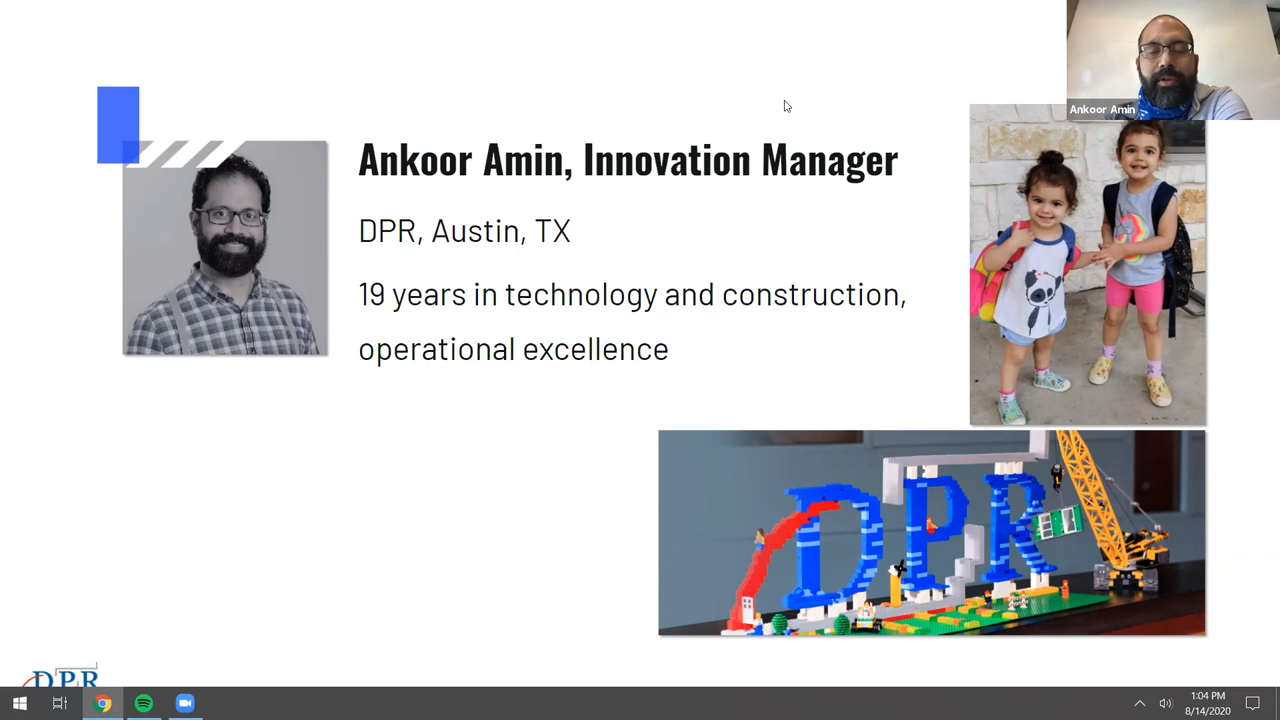 Ankoor Amin
Ankoor Amin, Innovation Manager
DPR, Austin, TX
19 years in technology and construction,
operational excellence
DPR
DPR
1:04 PM
8/14/2020